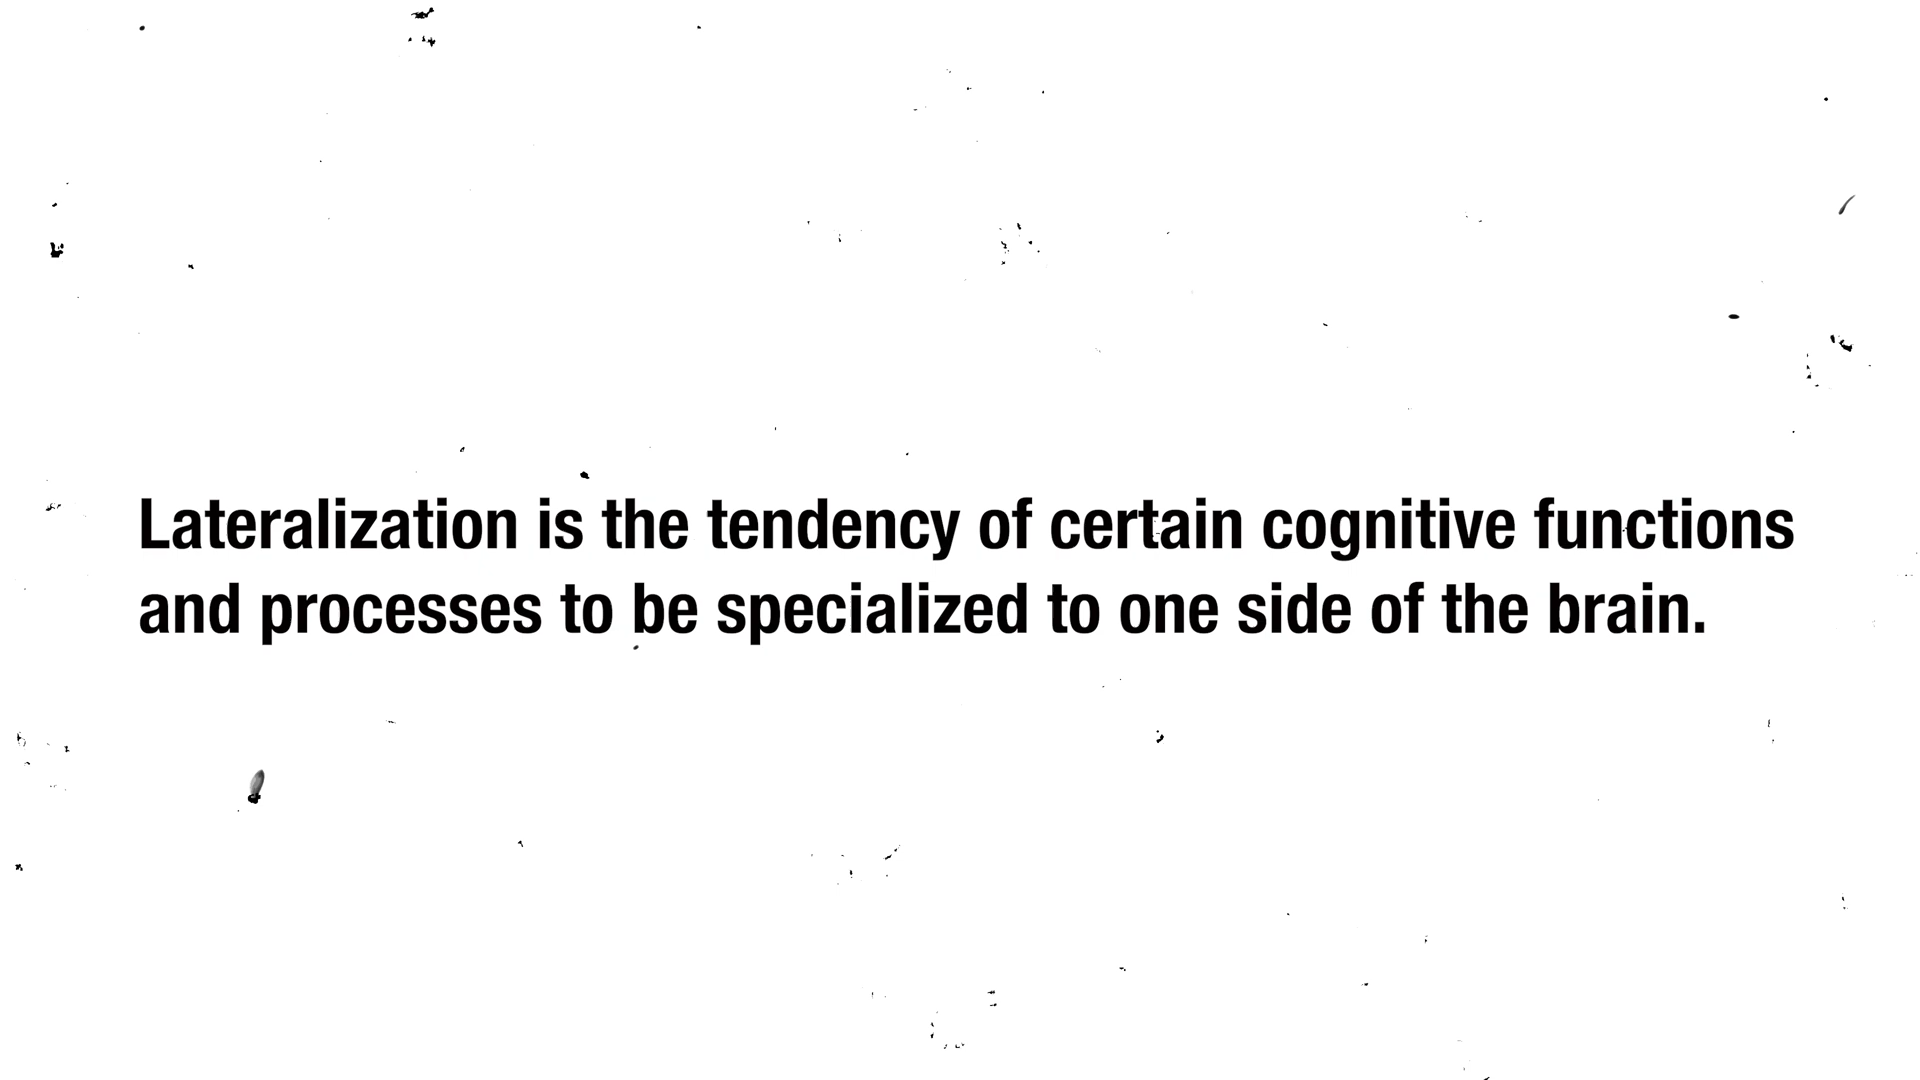 Lateralization is the tendency of certain cognitive functions
and processes to be specialized to one side of the brain.